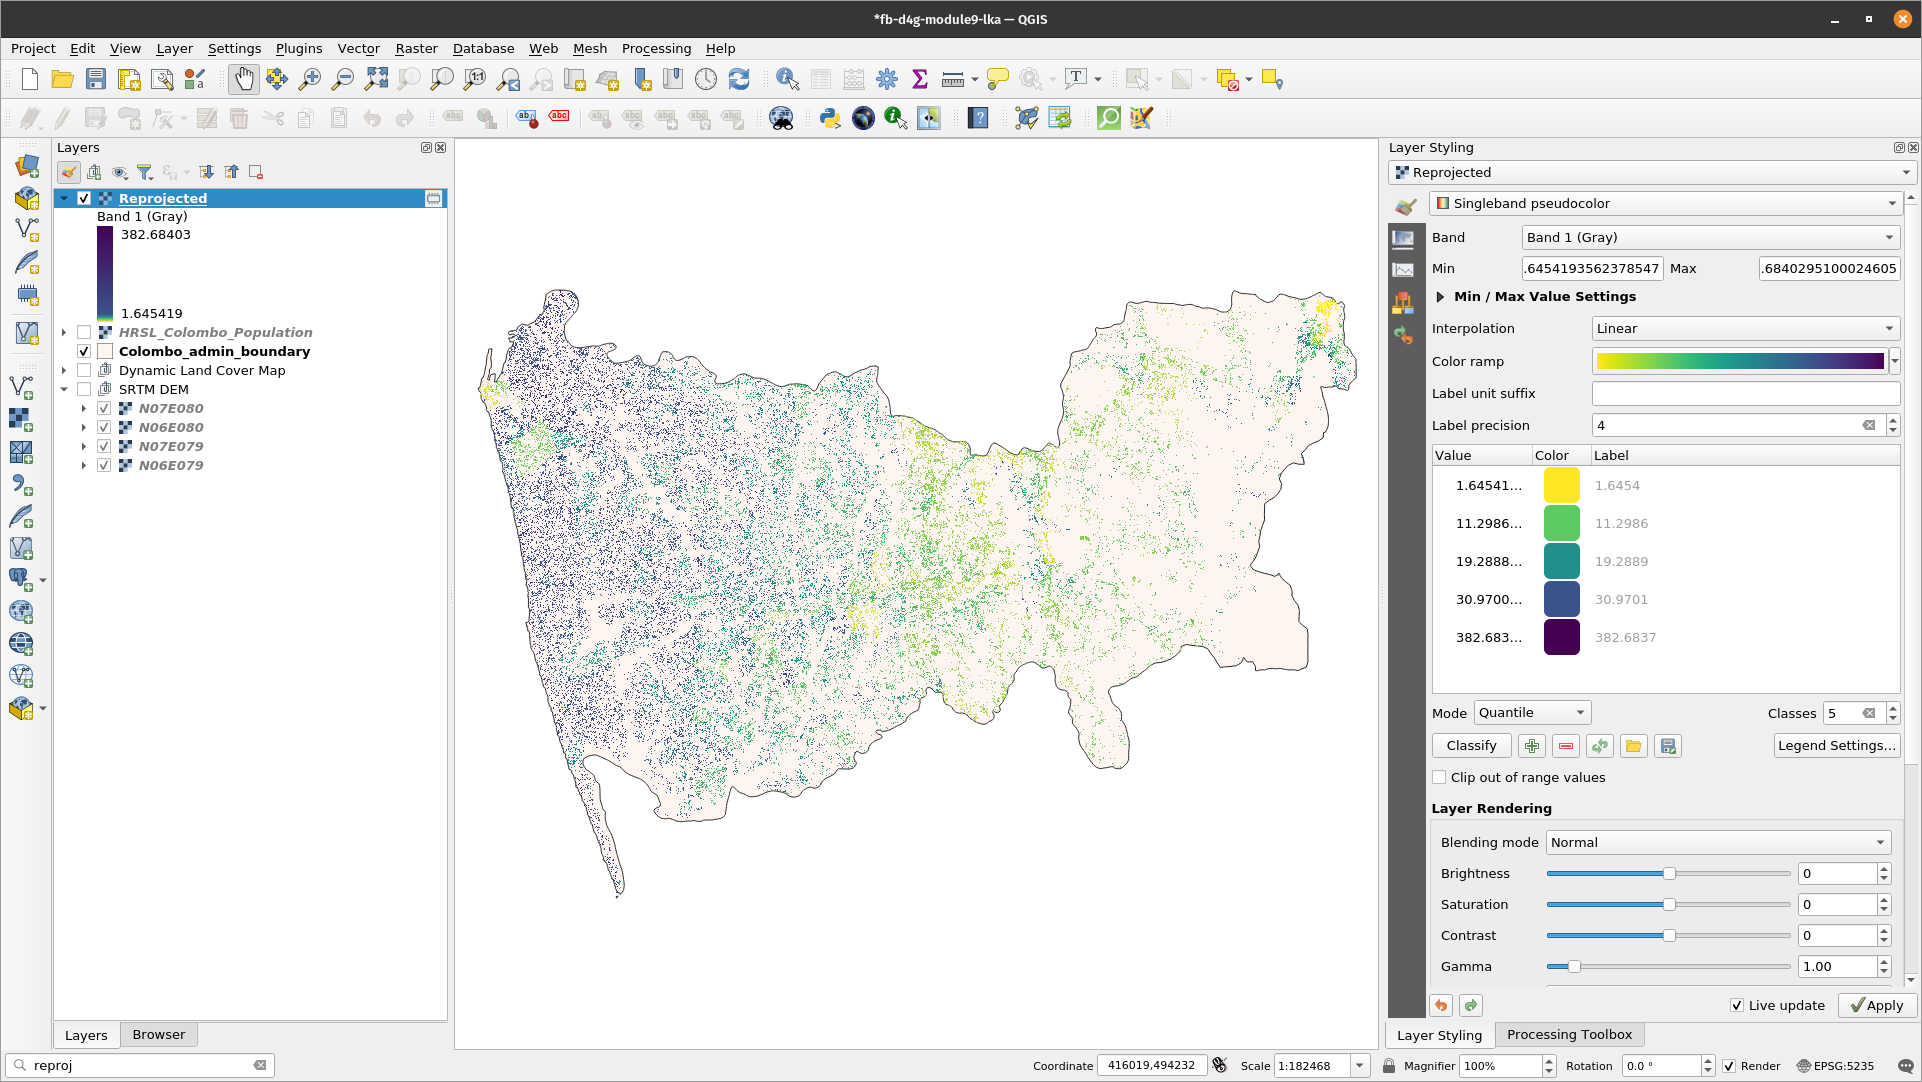 *fb-d4g-module9-lka — QGIS
Project Edit View Layer Settings Plugins Vector Raster Database Web Mesh Processing Help
Layers
Reprojected
Band 1 (Gray)
382.68403
1.645419
HRSL_Colombo_Population
Colombo_admin_boundary
Dynamic Land Cover Map
SRTM DEM
N07E080
N06E080
N07E079
N06E079
Layers Browser
reproj
Layer Styling
Reprojected
Singleband pseudocolor
Band Band 1 (Gray)
Min .6454193562378547 Max .6840295100024605
Min / Max Value Settings
Interpolation Linear
Color ramp
Label unit suffix
Label precision 4
Value Color Label
1.64541... 1.6454
11.2986... 11.2986
19.2888... 19.2889
30.9700... 30.9701
382.683... 382.6837
Mode Quantile Classes 5
Classify Legend Settings...
Clip out of range values
Layer Rendering
Blending mode Normal
Brightness 0
Saturation 0
Contrast 0
Gamma 1.00
Live update Apply
Layer Styling Processing Toolbox
Coordinate 416019,494232 Scale 1:182468 Magnifier 100% Rotation 0.0 ° Render EPSG:5235